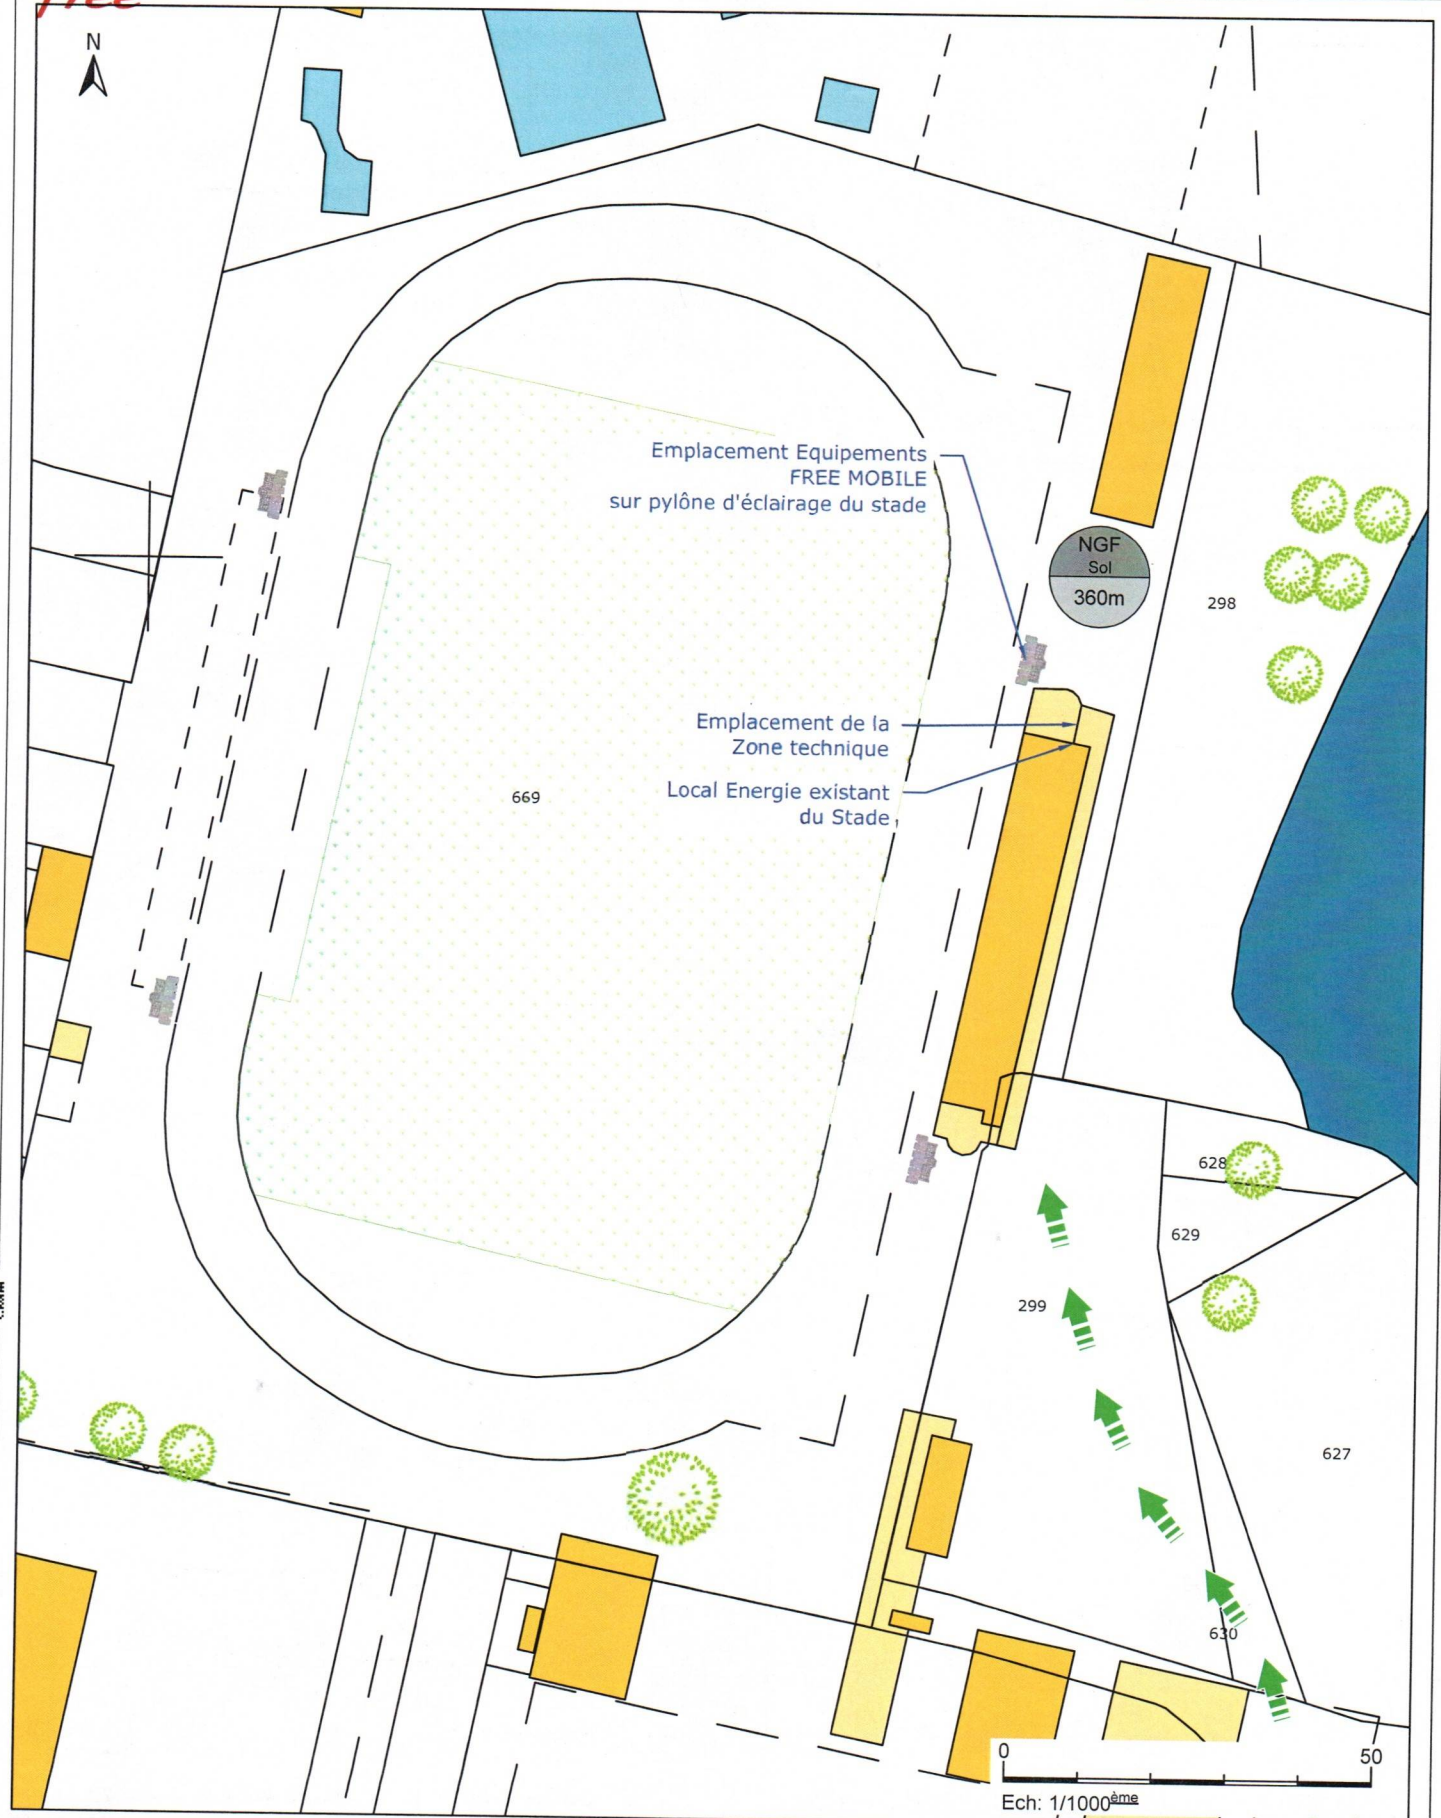 free
N
Emplacement Equipements
FREE MOBILE
sur pylône d'éclairage du stade
NGF
Sol
360m
298
Emplacement de la
Zone technique
669
Local Energie existant
du Stade
628
629
299
627
630
0 50
Ech: 1/1000ème